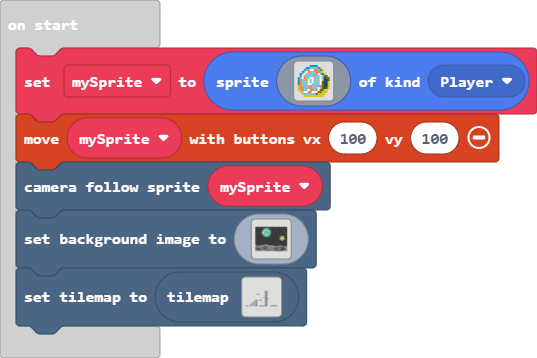 on start
set mySprite to sprite of kind Player
move mySprite with buttons vx 100 vy 100
camera follow sprite mySprite
set background image to
set tilemap to tilemap